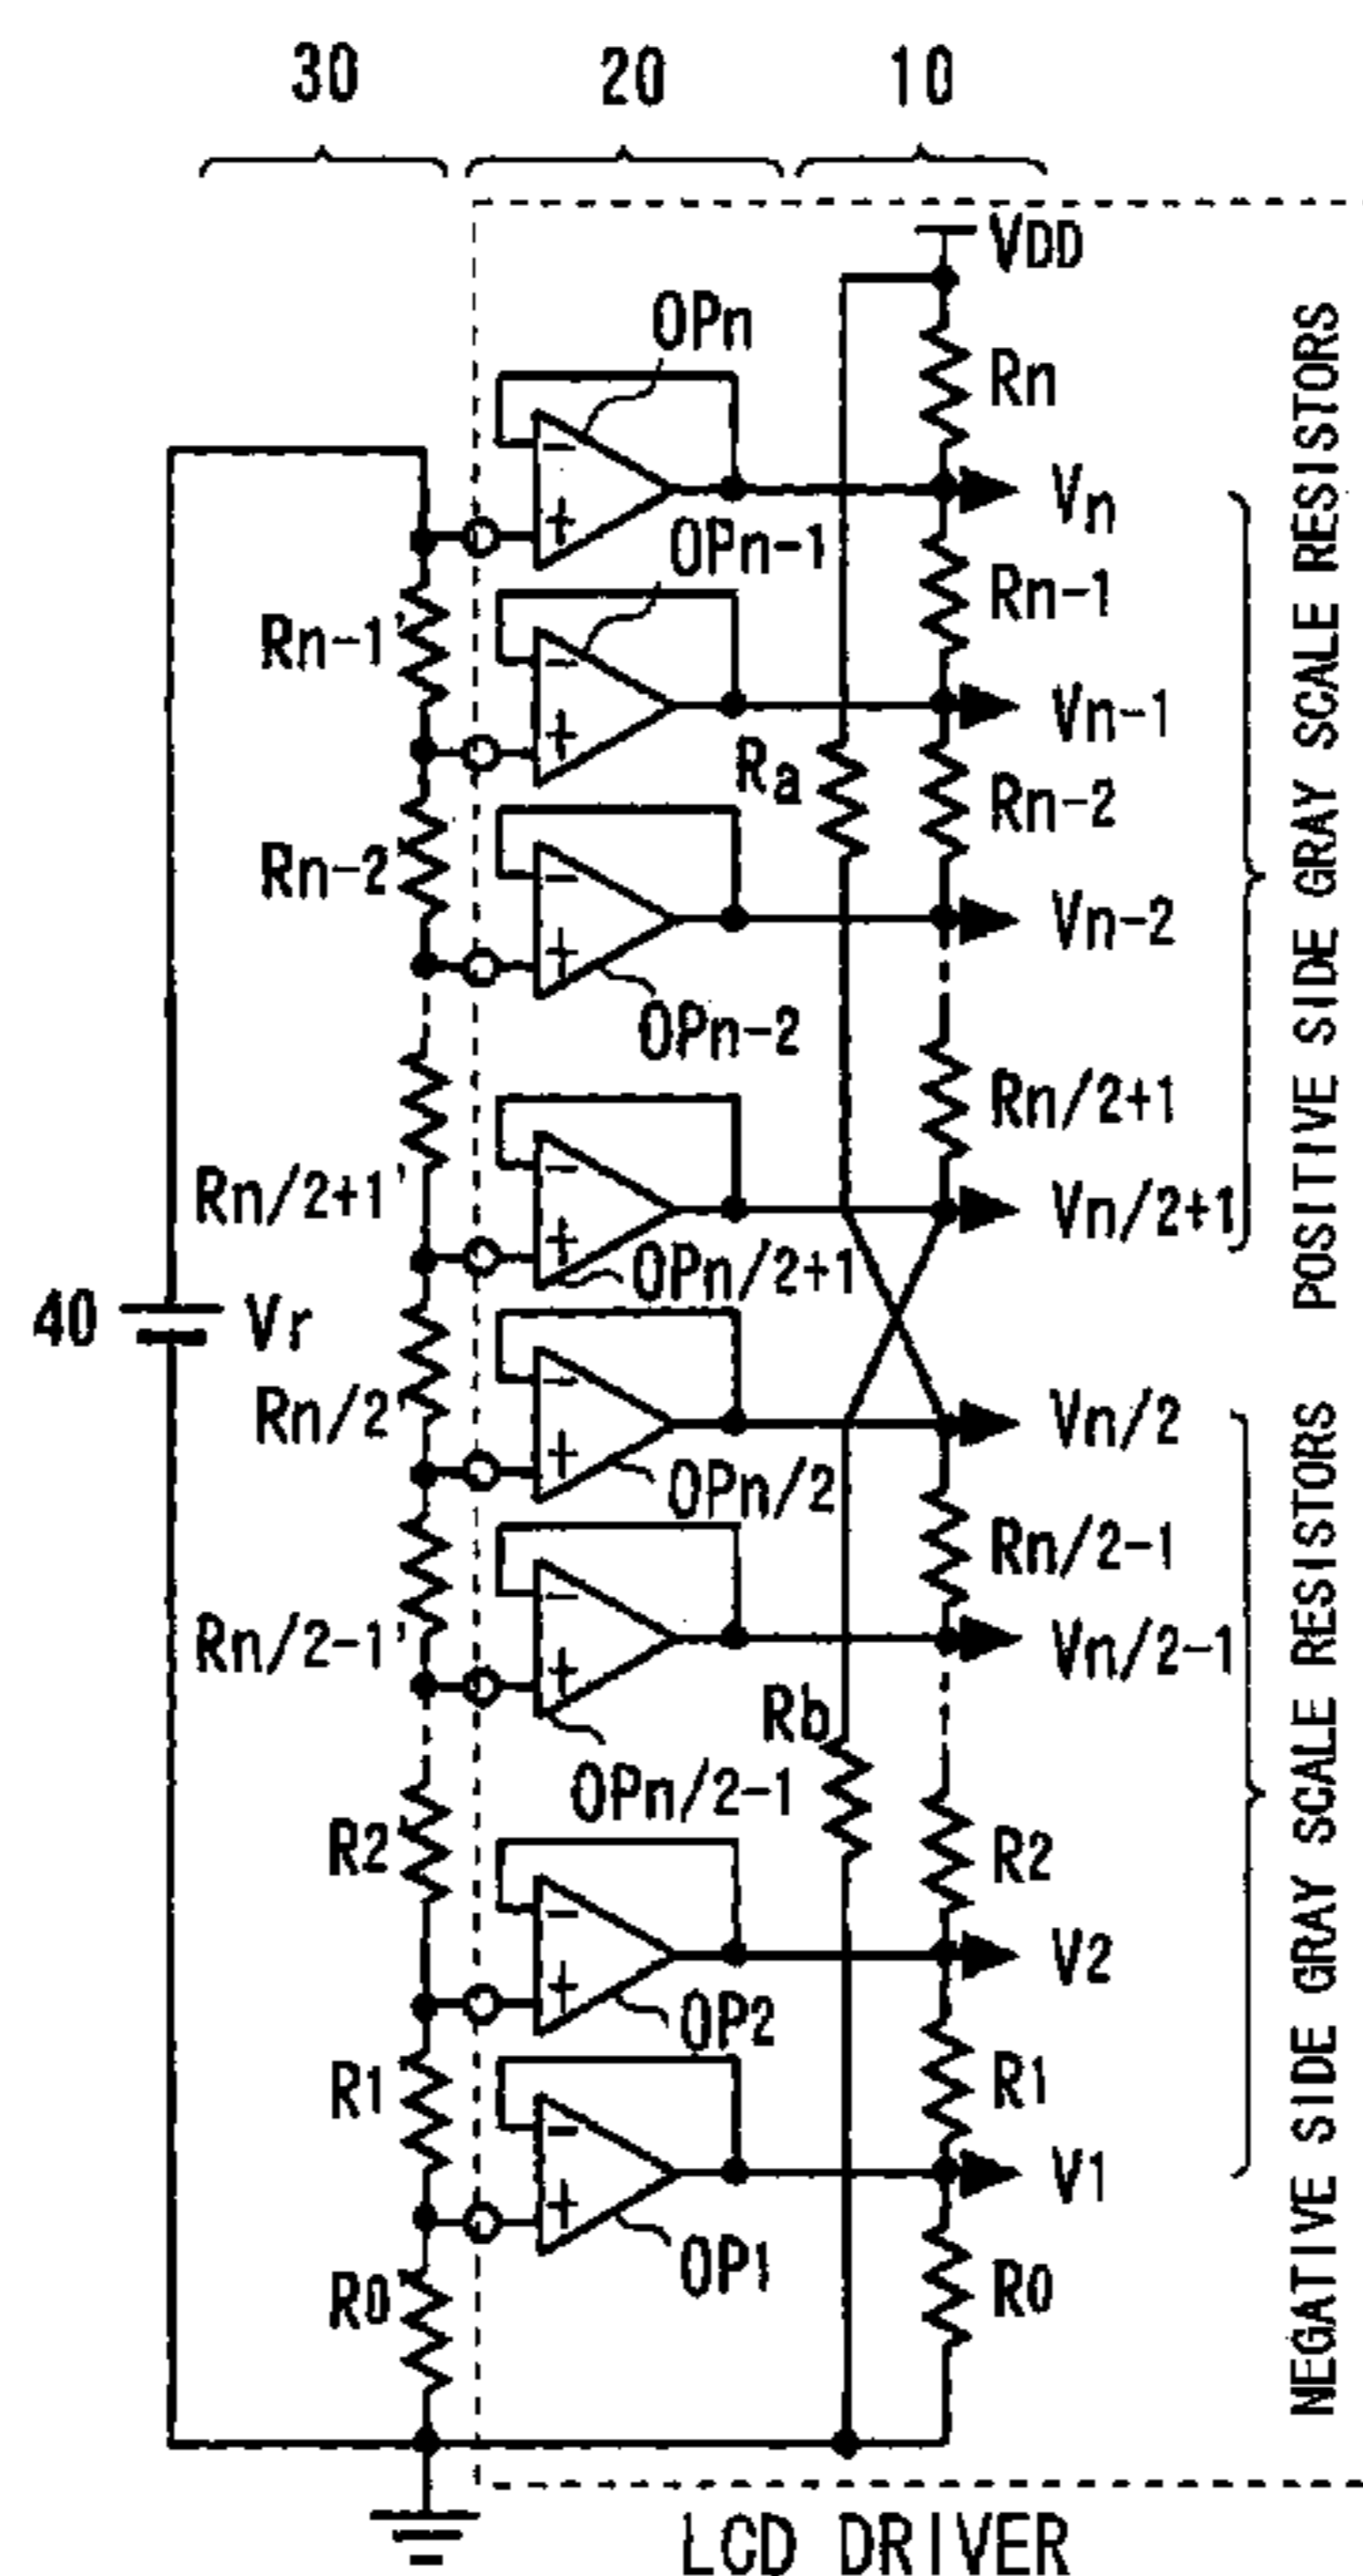 30 20 10
VDD
OPn
Rn
Vn
OPn-1
Rn-1
Rn-1'
Vn-1
Ra
Rn-2
Rn-2'
Vn-2
OPn-2
Rn/2+1
Rn/2+1'
Vn/2+1
OPn/2+1
40 Vr
Rn/2'
Vn/2
OPn/2
Rn/2-1
Rn/2-1'
Vn/2-1
Rb
OPn/2-1
R2'
R2
V2
OP2
R1'
R1
V1
OP1
R0'
R0
POSITIVE SIDE GRAY SCALE RESISTORS
NEGATIVE SIDE GRAY SCALE RESISTORS
LCD DRIVER